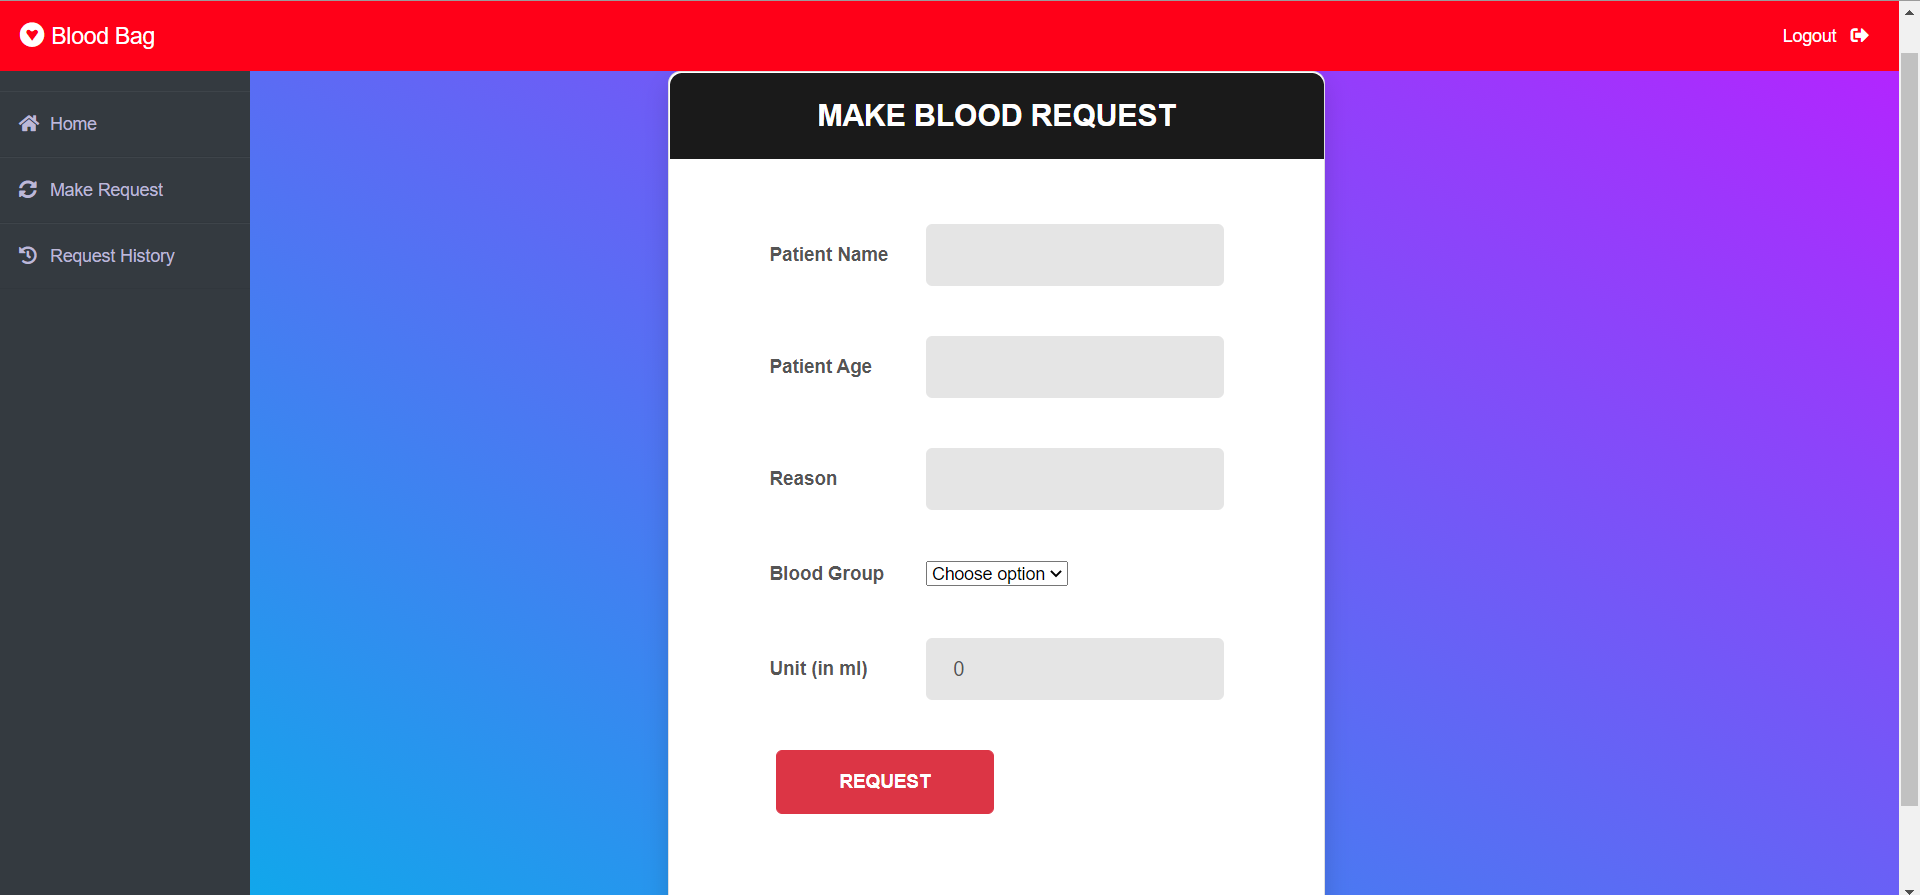 Blood Bag
Logout
Home
Make Request
Request History
MAKE BLOOD REQUEST
Patient Name
Patient Age
Reason
Blood Group
Choose option
Unit (in ml)
0
REQUEST